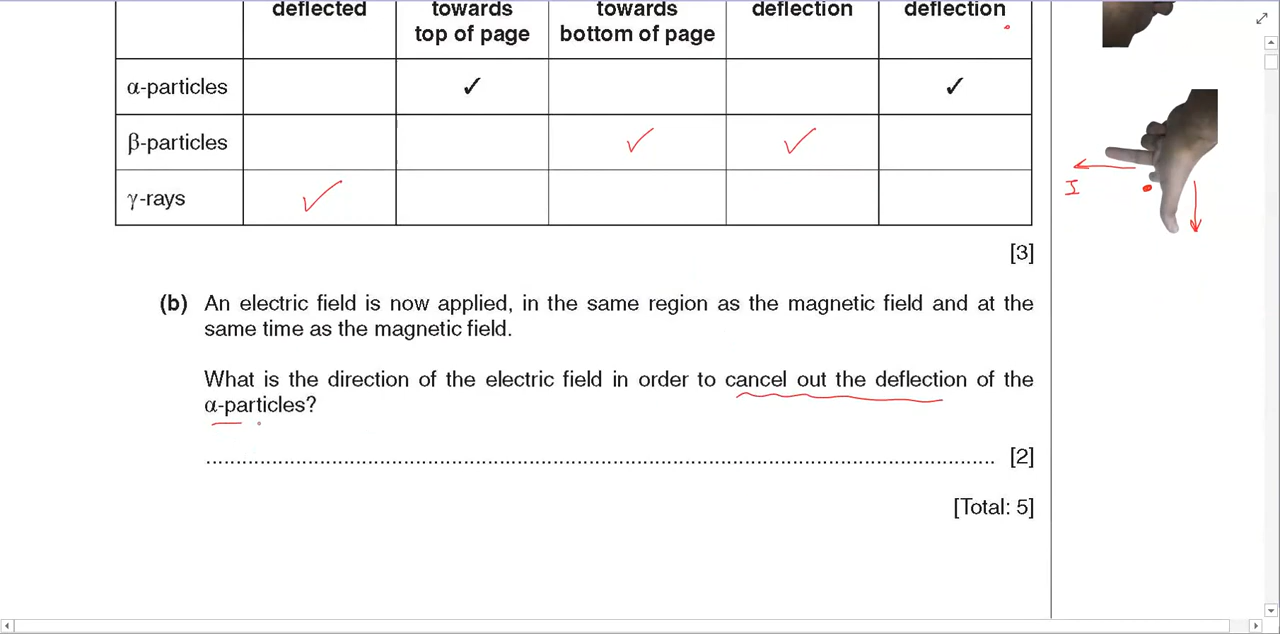 deflected towards towards deflection deflection
top of page bottom of page
α-particles ✓ ✓
β-particles ✓ ✓
γ-rays ✓
[3]
I
(b) An electric field is now applied, in the same region as the magnetic field and at the
same time as the magnetic field.
What is the direction of the electric field in order to cancel out the deflection of the
α-particles?
.......................................................................................................... [2]
[Total: 5]